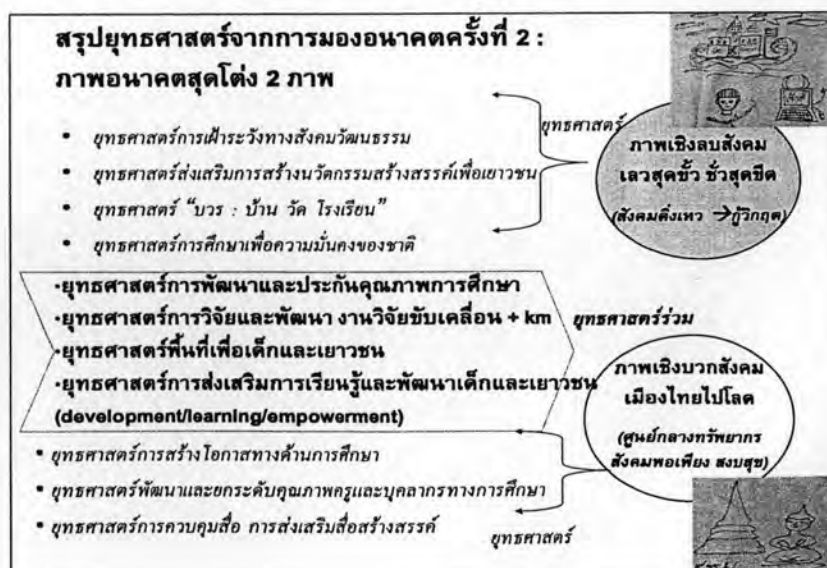 สรุปยุทธศาสตร์จากการมองอนาคตครั้งที่ 2 :
ภาพอนาคตสุดโต่ง 2 ภาพ
• ยุทธศาสตร์การเฝ้าระวังทางสังคมวัฒนธรรม
• ยุทธศาสตร์ส่งเสริมการสร้างนวัตกรรมสร้างสรรค์เพื่อเยาวชน
• ยุทธศาสตร์ “บวร : บ้าน วัด โรงเรียน”
• ยุทธศาสตร์การศึกษาเพื่อความมั่นคงของชาติ
ยุทธศาสตร์
ภาพเชิงลบสังคม
เลวสุดขั้ว ชั่วสุดขีด
(สังคมดิ่งเหว →กู้วิกฤต)
•ยุทธศาสตร์การพัฒนาและประกันคุณภาพการศึกษา
•ยุทธศาสตร์การวิจัยและพัฒนา งานวิจัยขับเคลื่อน + km
•ยุทธศาสตร์พื้นที่เพื่อเด็กและเยาวชน
•ยุทธศาสตร์การส่งเสริมการเรียนรู้และพัฒนาเด็กและเยาวชน
(development/learning/empowerment)
ยุทธศาสตร์ร่วม
ภาพเชิงบวกสังคม
เมืองไทยไปโลด
(ศูนย์กลางทรัพยากร
สังคมพอเพียง สงบสุข)
• ยุทธศาสตร์การสร้างโอกาสทางด้านการศึกษา
• ยุทธศาสตร์พัฒนาและยกระดับคุณภาพครูและบุคลากรทางการศึกษา
• ยุทธศาสตร์การควบคุมสื่อ การส่งเสริมสื่อสร้างสรรค์
ยุทธศาสตร์